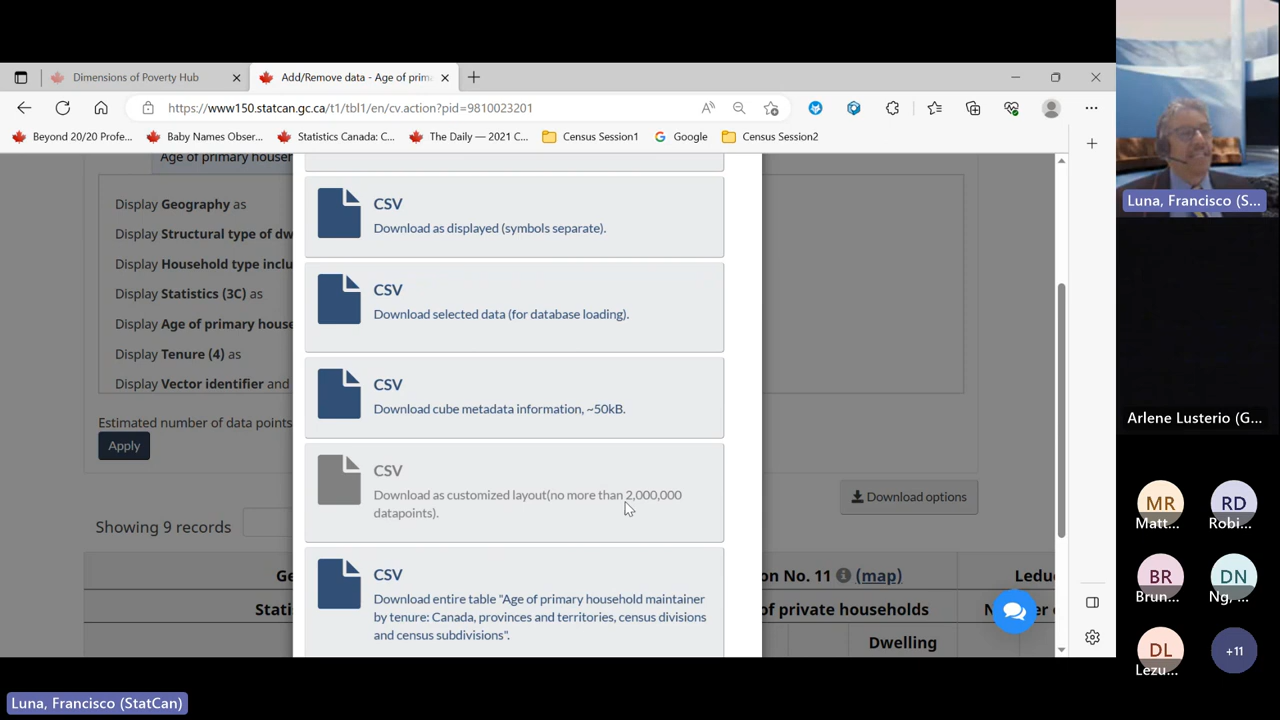 Dimensions of Poverty Hub
Add/Remove data - Age of prima
https://www150.statcan.gc.ca/t1/tbl1/en/cv.action?pid=9810023201
Beyond 20/20 Profe...
Baby Names Obser...
Statistics Canada: C...
The Daily — 2021 C...
Census Session1
Google
Census Session2
Age of primary househ
Display Geography as
Display Structural type of dw
Display Household type inclu
Display Statistics (3C) as
Display Age of primary house
Display Tenure (4) as
Display Vector identifier and
Estimated number of data points
Apply
Showing 9 records
CSV
Download as displayed (symbols separate).
CSV
Download selected data (for database loading).
CSV
Download cube metadata information, ~50kB.
CSV
Download as customized layout(no more than 2,000,000
datapoints).
CSV
Download entire table "Age of primary household maintainer
by tenure: Canada, provinces and territories, census divisions
and census subdivisions".
Download options
Ge
on No. 11 (map)
Leduc
Stati
of private households
N
Dwelling
Luna, Francisco (S...
Arlene Lusterio (G...
MR
Matt...
RD
Robi...
BR
Brun...
DN
Ng, ...
DL
Lezu...
+11
Luna, Francisco (StatCan)